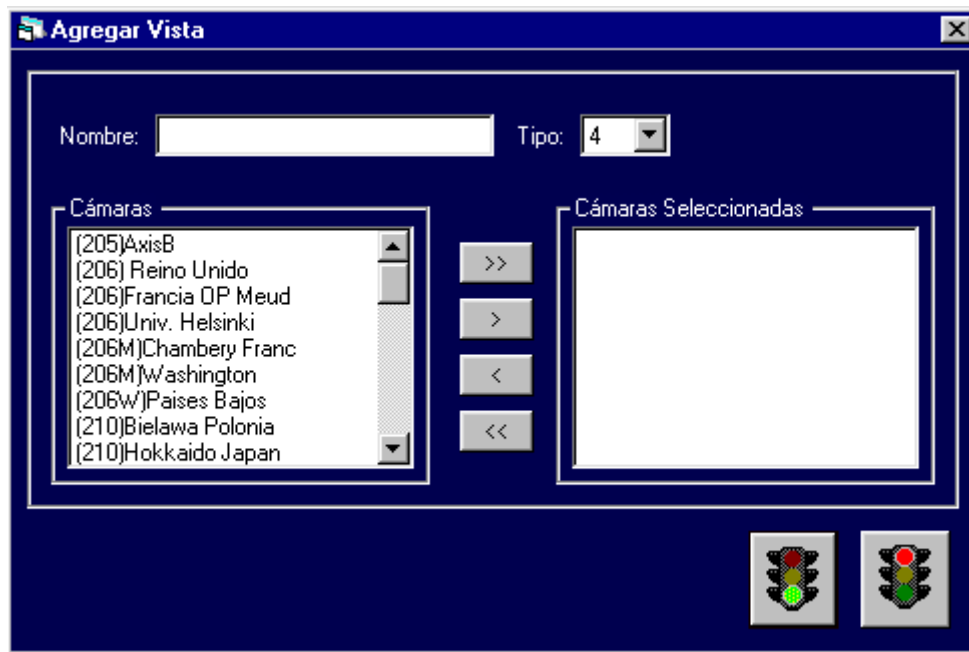 Agregar Vista
Nombre:
Tipo: 4
Cámaras
(205)AxisB
(206) Reino Unido
(206)Francia OP Meud
(206)Univ. Helsinki
(206M)Chambery Franc
(206M)Washington
(206W)Paises Bajos
(210)Bielawa Polonia
(210)Hokkaido Japan
>>
>
<
<<
Cámaras Seleccionadas